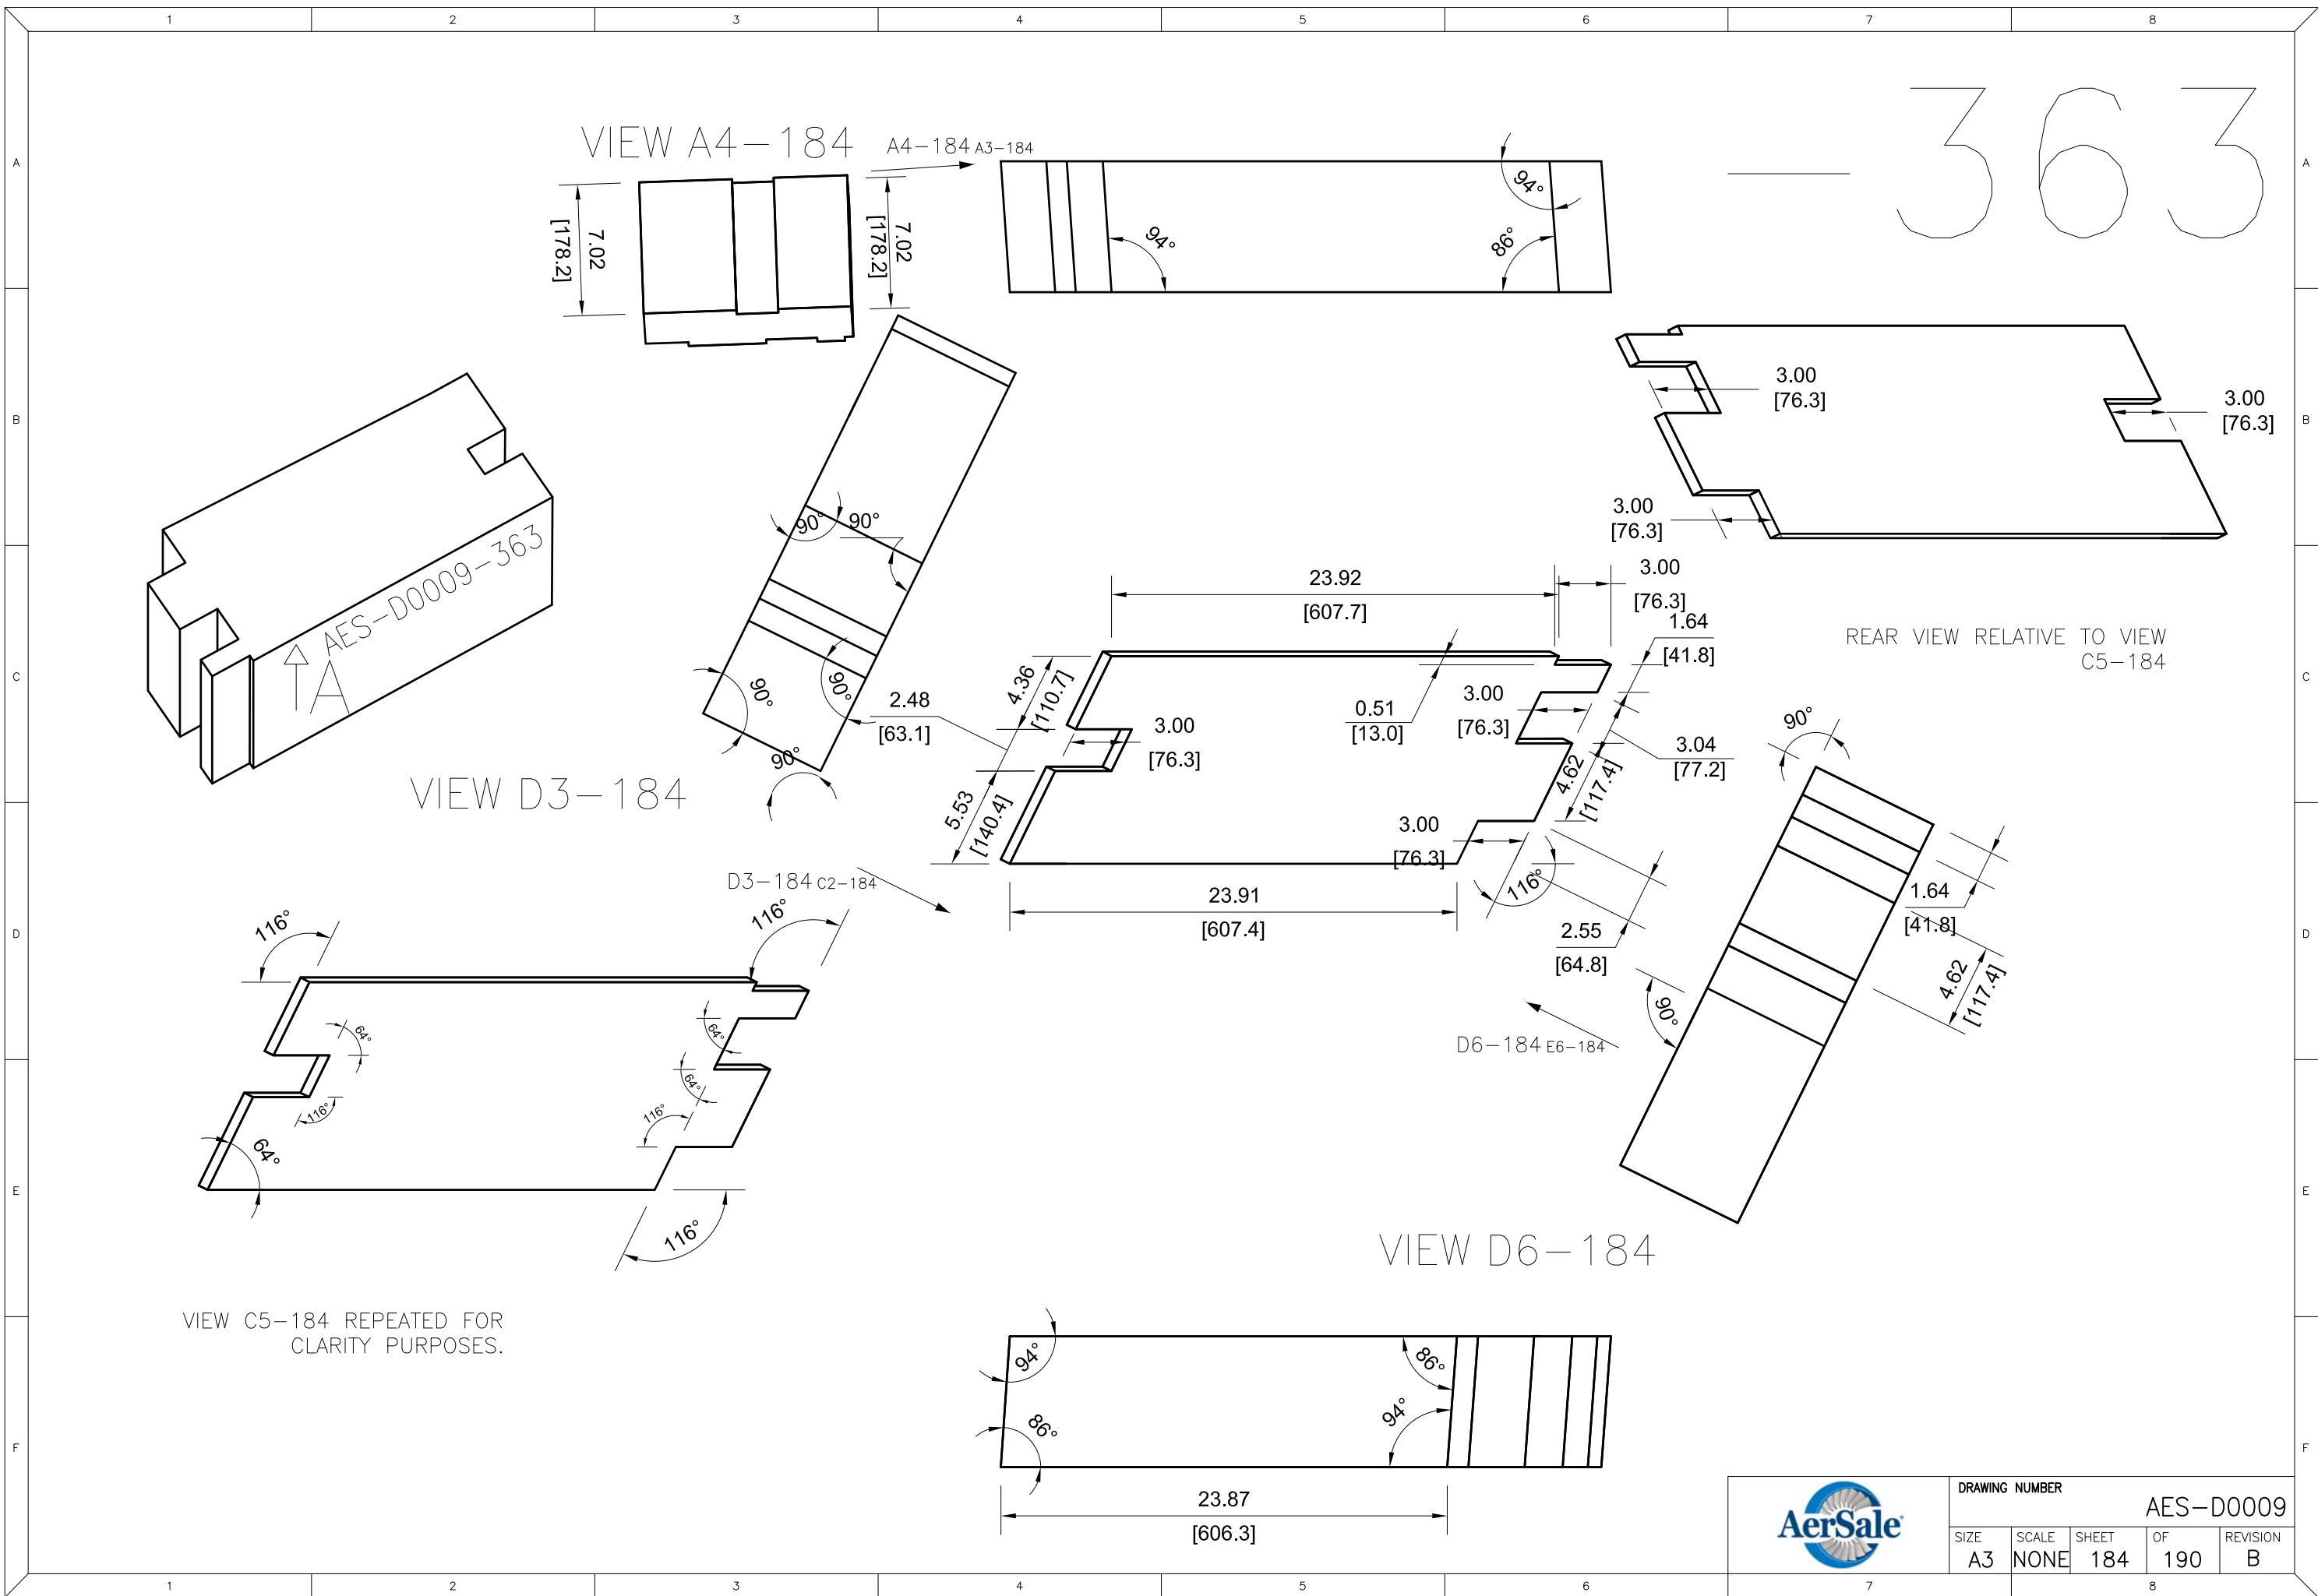 1 2 3 4 5 6 7 8
A
B
C
D
E
F
A
B
C
D
E
F
-363
VIEW A4-184
A4-184 A3-184
7.02
[178.2]
7.02
[178.2]
94°
94°
86°
AES-D0009-363
A
90°
90°
90°
90°
90°
VIEW D3-184
D3-184 C2-184
3.00
[76.3]
3.00
[76.3]
3.00
[76.3]
REAR VIEW RELATIVE TO VIEW
C5-184
23.92
[607.7]
3.00
[76.3]
1.64
[41.8]
4.36
[110.7]
2.48
[63.1]
3.00
[76.3]
0.51
[13.0]
3.00
[76.3]
3.04
[77.2]
4.62
[117.4]
5.53
[140.4]
3.00
[76.3]
116°
23.91
[607.4]
2.55
[64.8]
90°
1.64
[41.8]
4.62
[117.4]
90°
D6-184 E6-184
VIEW D6-184
116°
116°
64°
64°
64°
116°
116°
64°
116°
VIEW C5-184 REPEATED FOR
CLARITY PURPOSES.
94°
86°
86°
94°
23.87
[606.3]
AerSale
DRAWING NUMBER
AES-D0009
SIZE SCALE SHEET OF REVISION
A3 NONE 184 190 B
1 2 3 4 5 6 7 8